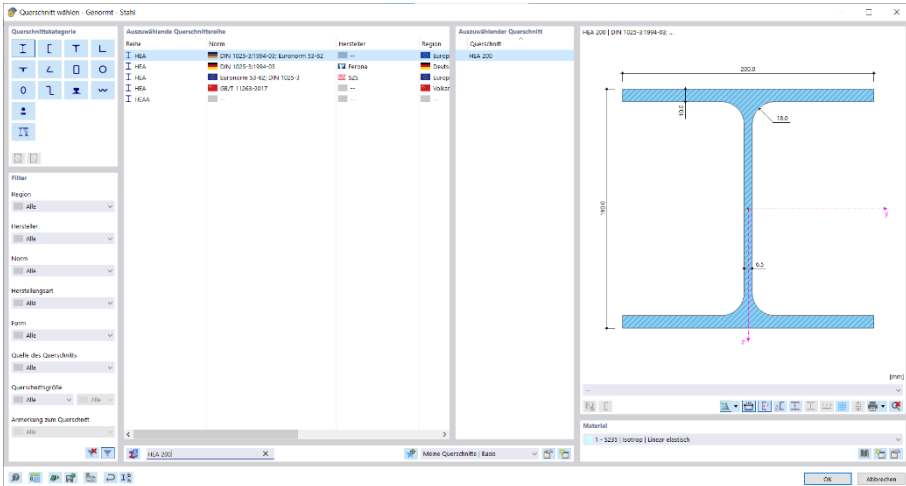 Querschnitt wählen - Genormt - Stahl
Querschnittskategorie
Auszuwählende Querschnittsreihe
Reihe Norm Hersteller Region
HEA DIN 1025-3:1994-03; Euronorm 53-62 -- Europ
HEA DIN 1025-3:1994-03 Ferona Deuts
HEA Euronorm 53-62; DIN 1025-3 SZS Europ
HEA GB/T 11263-2017 -- Volksr
HEAA -- --
Auszuwählender Querschnitt
Querschnitt
HEA 200
HEA 200 | DIN 1025-3:1994-03; ...
200.0
10.0
18.0
190.0
6.5
y
z
[mm]
--
Filter
Region
Alle
Hersteller
Alle
Norm
Alle
Herstellungsart
Alle
Form
Alle
Quelle des Querschnitts
Alle
Querschnittsgröße
Alle Alle
Anmerkung zum Querschnitt
Alle
HEA 200
Meine Querschnitte | Basis
Material
1 - S235 | Isotrop | Linear elastisch
OK Abbrechen